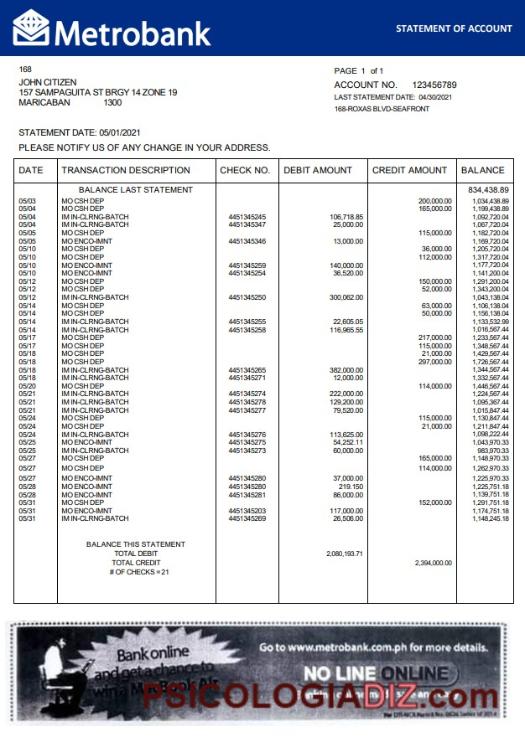 Metrobank
STATEMENT OF ACCOUNT
168
JOHN CITIZEN
157 SAMPAGUITA ST BRGY 14 ZONE 19
MARICABAN 1300
PAGE 1 of 1
ACCOUNT NO. 123456789
LAST STATEMENT DATE: 04/30/2021
168-ROXAS BLVD-SEAFRONT
STATEMENT DATE: 05/01/2021
PLEASE NOTIFY US OF ANY CHANGE IN YOUR ADDRESS.
DATE TRANSACTION DESCRIPTION CHECK NO. DEBIT AMOUNT CREDIT AMOUNT BALANCE
BALANCE LAST STATEMENT 834,438.89
05/03 MO CSH DEP 200,000.00 1,034,438.89
05/04 MO CSH DEP 165,000.00 1,199,438.89
05/04 IM IN-CLRNG-BATCH 4451345245 106,718.85 1,092,720.04
05/04 IM IN-CLRNG-BATCH 4451345347 25,000.00 1,067,720.04
05/05 MO CSH DEP 115,000.00 1,182,720.04
05/05 MO ENCO-IMNT 4451345346 13,000.00 1,169,720.04
05/10 MO CSH DEP 36,000.00 1,205,720.04
05/10 MO CSH DEP 112,000.00 1,317,720.04
05/10 MO ENCO-IMNT 4451345259 140,000.00 1,177,720.04
05/10 MO ENCO-IMNT 4451345254 36,520.00 1,141,200.04
05/12 MO CSH DEP 150,000.00 1,291,200.04
05/12 MO CSH DEP 52,000.00 1,343,200.04
05/12 IM IN-CLRNG-BATCH 4451345250 300,062.00 1,043,138.04
05/14 MO CSH DEP 63,000.00 1,106,138.04
05/14 MO CSH DEP 50,000.00 1,156,138.04
05/14 IM IN-CLRNG-BATCH 4451345255 22,605.05 1,133,532.99
05/14 IM IN-CLRNG-BATCH 4451345258 116,965.55 1,016,567.44
05/17 MO CSH DEP 217,000.00 1,233,567.44
05/17 MO CSH DEP 115,000.00 1,348,567.44
05/18 MO CSH DEP 21,000.00 1,429,567.44
05/18 MO CSH DEP 297,000.00 1,726,567.44
05/18 IM IN-CLRNG-BATCH 4451345265 382,000.00 1,344,567.44
05/18 IM IN-CLRNG-BATCH 4451345271 12,000.00 1,332,567.44
05/20 MO CSH DEP 114,000.00 1,446,567.44
05/21 IM IN-CLRNG-BATCH 4451345274 222,000.00 1,224,567.44
05/21 IM IN-CLRNG-BATCH 4451345278 129,200.00 1,095,367.44
05/21 IM IN-CLRNG-BATCH 4451345277 79,520.00 1,015,847.44
05/24 MO CSH DEP 115,000.00 1,130,847.44
05/24 MO CSH DEP 21,000.00 1,211,847.44
05/24 IM IN-CLRNG-BATCH 4451345276 113,625.00 1,098,222.44
05/25 MO ENCO-IMNT 4451345275 54,252.11 1,043,970.33
05/25 IM IN-CLRNG-BATCH 4451345273 60,000.00 983,970.33
05/27 MO CSH DEP 165,000.00 1,148,970.33
05/27 MO CSH DEP 114,000.00 1,262,970.33
05/27 MO ENCO-IMNT 4451345280 37,000.00 1,225,970.33
05/28 MO ENCO-IMNT 4451345280 219.150 1,225,751.18
05/28 MO ENCO-IMNT 4451345281 86,000.00 1,139,751.18
05/31 MO CSH DEP 152,000.00 1,291,751.18
05/31 MO ENCO-IMNT 4451345203 117,000.00 1,174,751.18
05/31 IM IN-CLRNG-BATCH 4451345269 26,508.00 1,148,245.18
BALANCE THIS STATEMENT
TOTAL DEBIT 2,080,193.71
TOTAL CREDIT 2,394,000.00
# OF CHECKS = 21
Bank online
and get a chance to
win a
Go to www.metrobank.com.ph for more details.
NO LINE ONLINE
PSICOLOGIADIZ.com